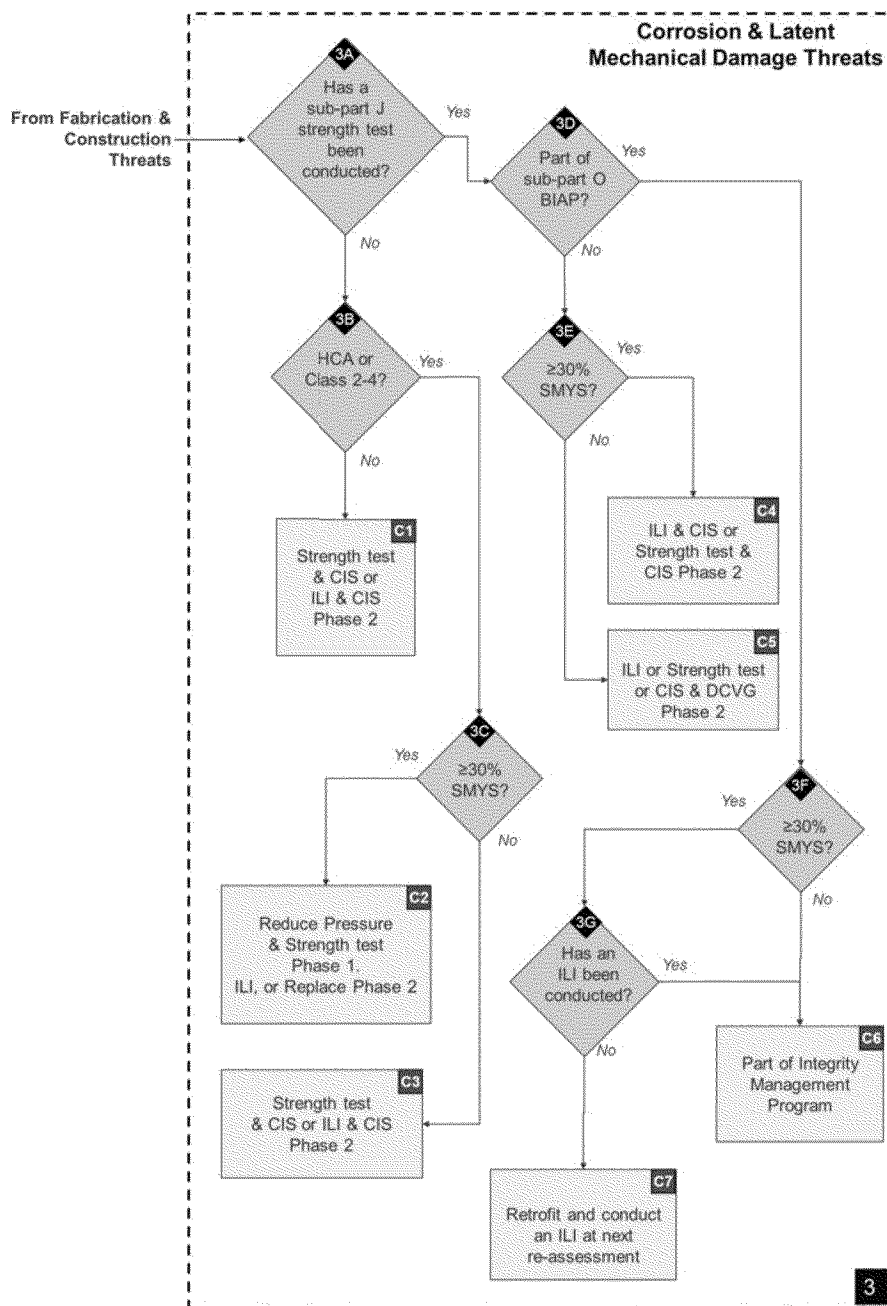 Corrosion & Latent
Mechanical Damage Threats
From Fabrication &
Construction
Threats
3A
Has a
sub-part J
strength test
been
conducted?
Yes
No
3D
Part of
sub-part O
BIAP?
Yes
No
3B
HCA or
Class 2-4?
Yes
No
3E
≥30%
SMYS?
Yes
No
C1
Strength test
& CIS or
ILI & CIS
Phase 2
C4
ILI & CIS or
Strength test &
CIS Phase 2
C5
ILI or Strength test
or CIS & DCVG
Phase 2
3C
≥30%
SMYS?
Yes
No
3F
≥30%
SMYS?
Yes
No
C2
Reduce Pressure
& Strength test
Phase 1,
ILI, or Replace Phase 2
3G
Has an
ILI been
conducted?
Yes
No
C3
Strength test
& CIS or ILI & CIS
Phase 2
C6
Part of Integrity
Management
Program
C7
Retrofit and conduct
an ILI at next
re-assessment
3